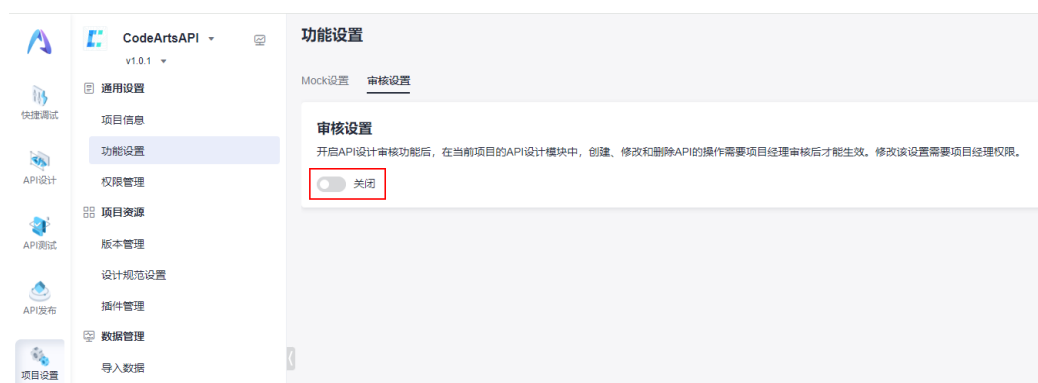 快捷调试
API设计
API测试
API发布
项目设置
CodeArtsAPI
v1.0.1
通用设置
项目信息
功能设置
权限管理
项目资源
版本管理
设计规范设置
插件管理
数据管理
导入数据
功能设置
Mock设置 审核设置
审核设置
开启API设计审核功能后，在当前项目的API设计模块中，创建、修改和删除API的操作需要项目经理审核后才能生效。修改该设置需要项目经理权限。
关闭